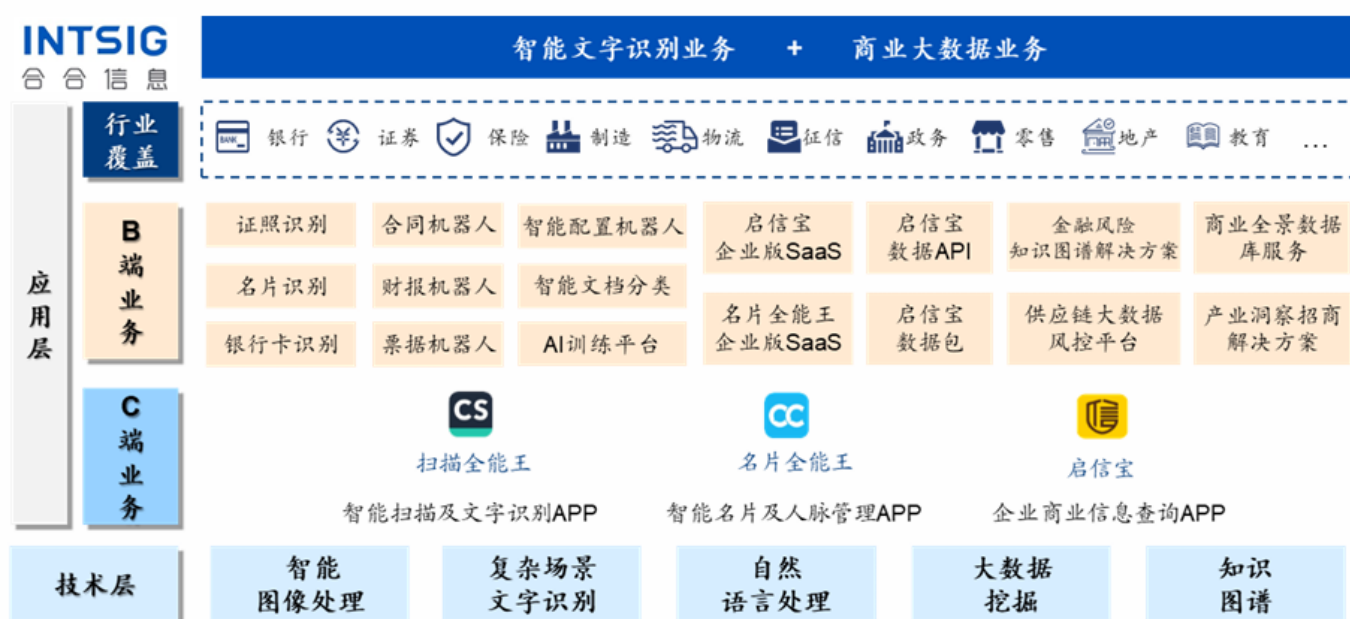 INTSIG
合合信息
智能文字识别业务 + 商业大数据业务
应用层
行业覆盖
BANK
银行
证券
保险
制造
物流
征信
政务
零售
地产
教育
...
B端业务
证照识别
合同机器人
智能配置机器人
名片识别
财报机器人
智能文档分类
银行卡识别
票据机器人
AI训练平台
启信宝
企业版SaaS
启信宝
数据API
金融风险
知识图谱解决方案
商业全景数据
库服务
名片全能王
企业版SaaS
启信宝
数据包
供应链大数据
风控平台
产业洞察招商
解决方案
C端业务
CS
扫描全能王
智能扫描及文字识别APP
CC
名片全能王
智能名片及人脉管理APP
信
启信宝
企业商业信息查询APP
技术层
智能
图像处理
复杂场景
文字识别
自然
语言处理
大数据
挖掘
知识
图谱